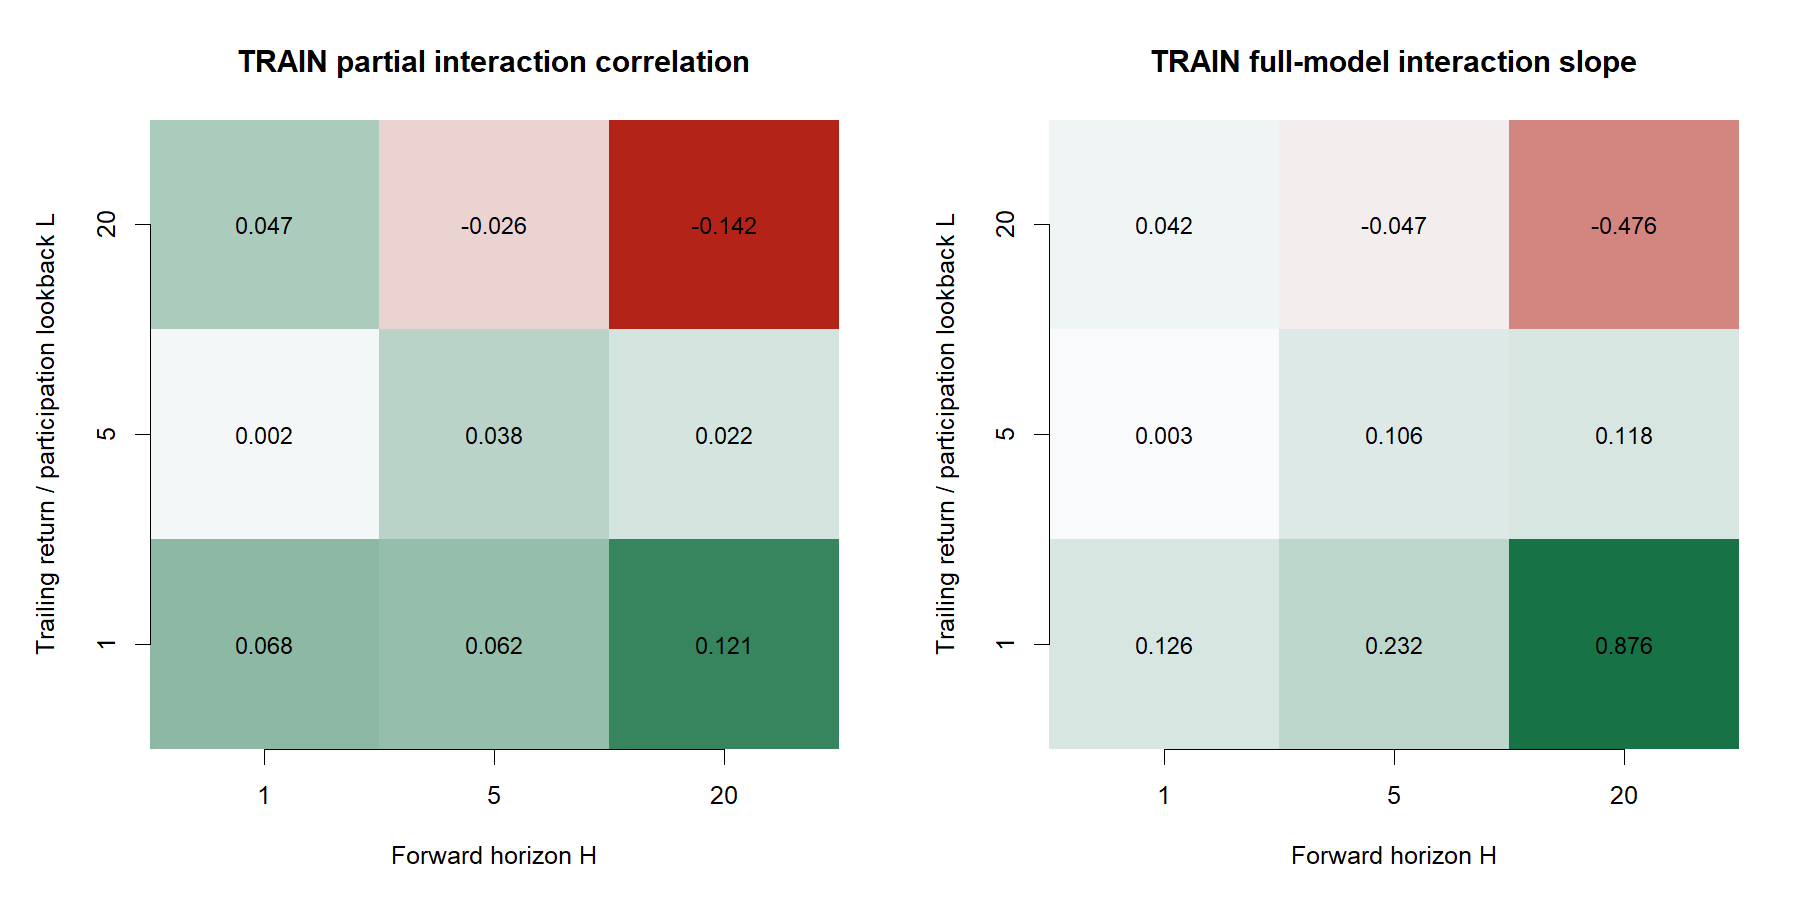 TRAIN partial interaction correlation
Trailing return / participation lookback L
20
0.047 -0.026 -0.142
5
0.002 0.038 0.022
1
0.068 0.062 0.121
1 5 20
Forward horizon H
TRAIN full-model interaction slope
Trailing return / participation lookback L
20
0.042 -0.047 -0.476
5
0.003 0.106 0.118
1
0.126 0.232 0.876
1 5 20
Forward horizon H